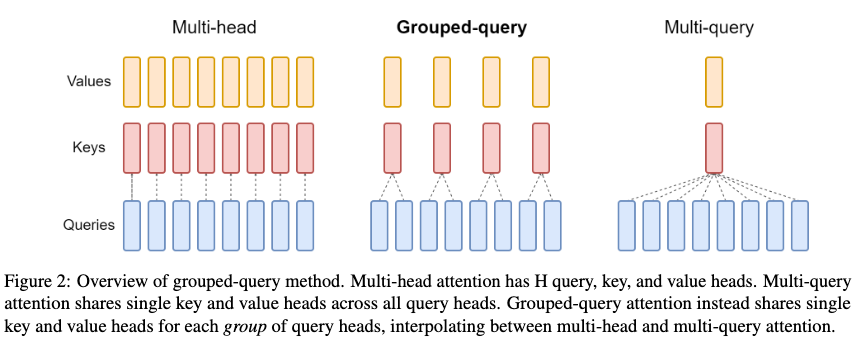 Multi-head
Grouped-query
Multi-query
Values
Keys
Queries
Figure 2: Overview of grouped-query method. Multi-head attention has H query, key, and value heads. Multi-query
attention shares single key and value heads across all query heads. Grouped-query attention instead shares single
key and value heads for each group of query heads, interpolating between multi-head and multi-query attention.